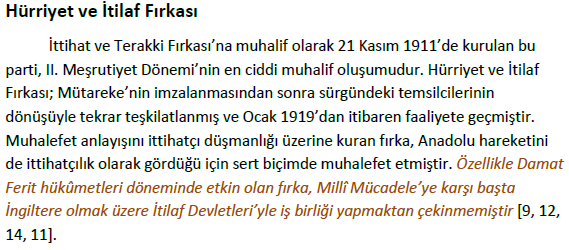 Hürriyet ve İtilaf Fırkası
İttihat ve Terakki Fırkası’na muhalif olarak 21 Kasım 1911’de kurulan bu
parti, II. Meşrutiyet Dönemi’nin en ciddi muhalif oluşumudur. Hürriyet ve İtilaf
Fırkası; Mütareke’nin imzalanmasından sonra sürgündeki temsilcilerinin
dönüşüyle tekrar teşkilatlanmış ve Ocak 1919’dan itibaren faaliyete geçmiştir.
Muhalefet anlayışını ittihatçı düşmanlığı üzerine kuran fırka, Anadolu hareketini
de ittihatçılık olarak gördüğü için sert biçimde muhalefet etmiştir. Özellikle Damat
Ferit hükûmetleri döneminde etkin olan fırka, Millî Mücadele’ye karşı başta
İngiltere olmak üzere İtilaf Devletleri’yle iş birliği yapmaktan çekinmemiştir [9, 12,
14, 11].